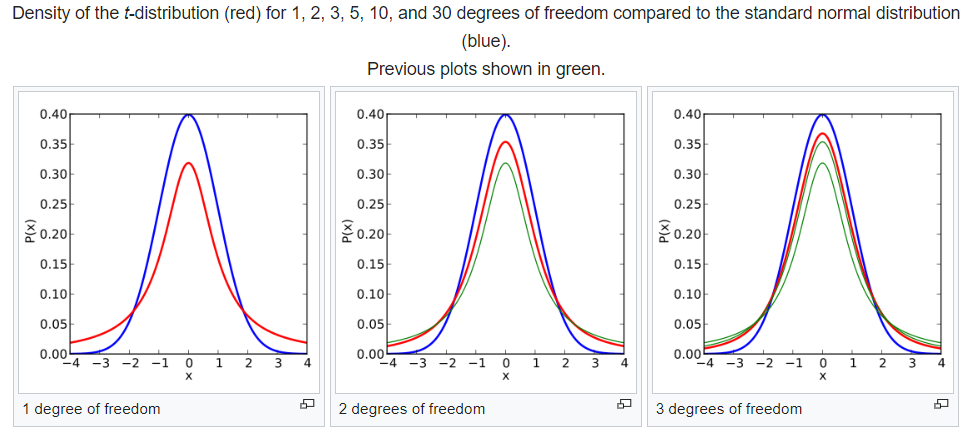 Density of the t-distribution (red) for 1, 2, 3, 5, 10, and 30 degrees of freedom compared to the standard normal distribution
(blue).
Previous plots shown in green.
0.40
0.35
0.30
0.25
0.20
0.15
0.10
0.05
0.00
P(x)
−4 −3 −2 −1 0 1 2 3 4
x
1 degree of freedom
0.40
0.35
0.30
0.25
0.20
0.15
0.10
0.05
0.00
P(x)
−4 −3 −2 −1 0 1 2 3 4
x
2 degrees of freedom
0.40
0.35
0.30
0.25
0.20
0.15
0.10
0.05
0.00
P(x)
−4 −3 −2 −1 0 1 2 3 4
x
3 degrees of freedom